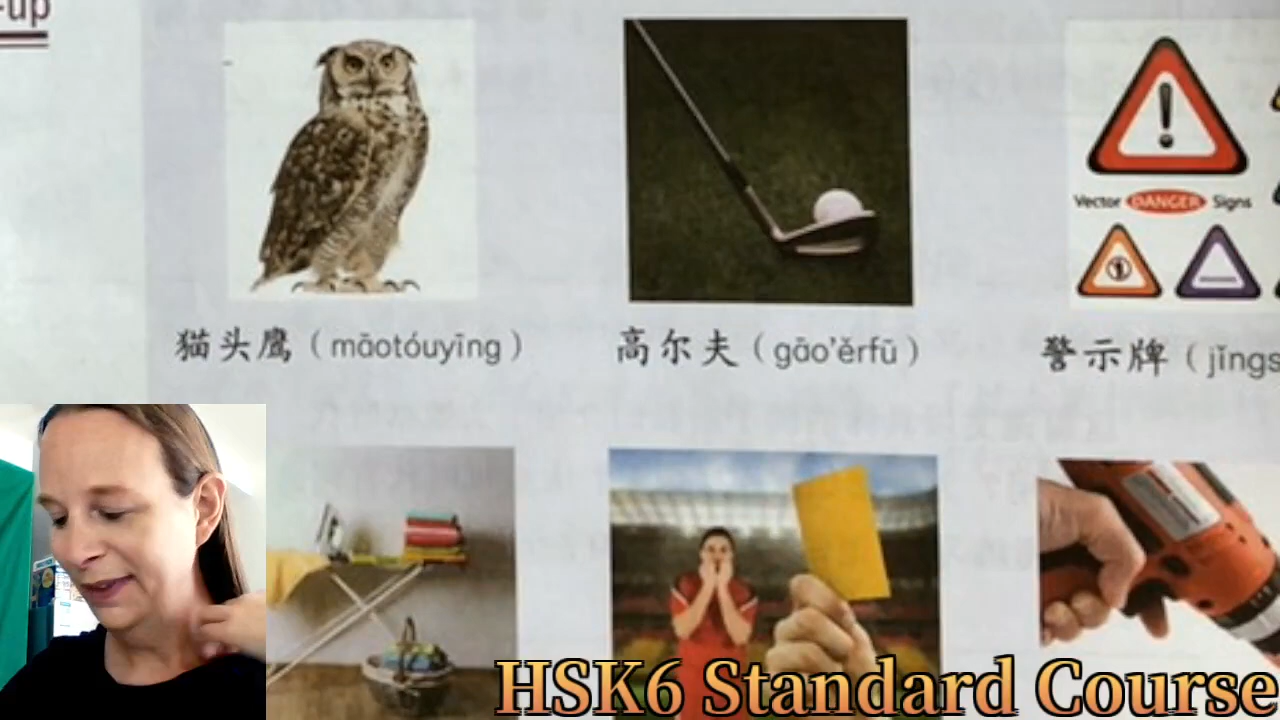 -up
Vector DANGER Signs
猫头鹰（māotóuyīng）
高尔夫（gāo'ěrfū）
警示牌（jǐngs
HSK6 Standard Course